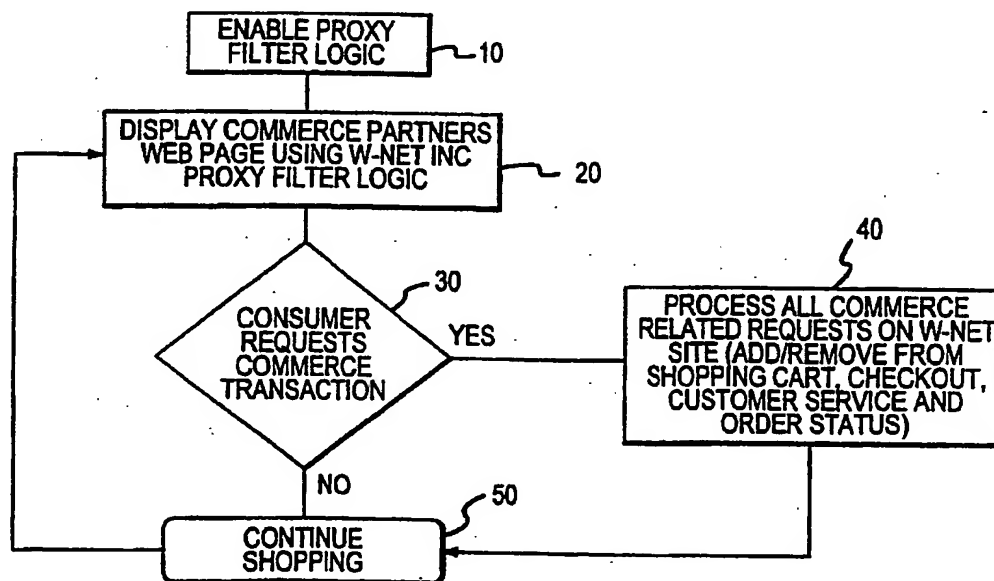 ENABLE PROXY
FILTER LOGIC
10
DISPLAY COMMERCE PARTNERS
WEB PAGE USING W-NET INC
PROXY FILTER LOGIC
20
30
CONSUMER
REQUESTS
COMMERCE
TRANSACTION
YES
40
PROCESS ALL COMMERCE
RELATED REQUESTS ON W-NET
SITE (ADD/REMOVE FROM
SHOPPING CART, CHECKOUT,
CUSTOMER SERVICE AND
ORDER STATUS)
NO
50
CONTINUE
SHOPPING